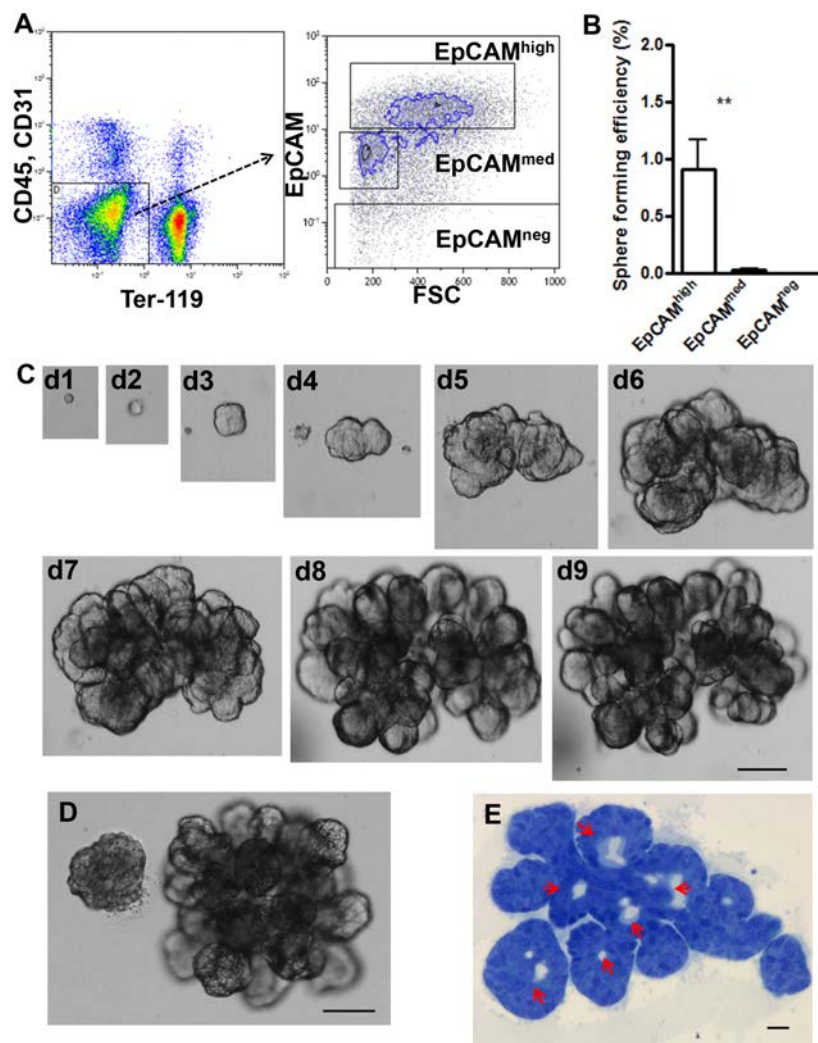 A
CD45, CD31
Ter-119
EpCAM
EpCAMhigh
EpCAMmed
EpCAMneg
0 200 400 600 800 1000
FSC
B
Sphere forming efficiency (%)
2.0
1.5
1.0
0.5
0.0
**
EpCAMhigh
EpCAMmed
EpCAMneg
C
d1
d2
d3
d4
d5
d6
d7
d8
d9
D
E